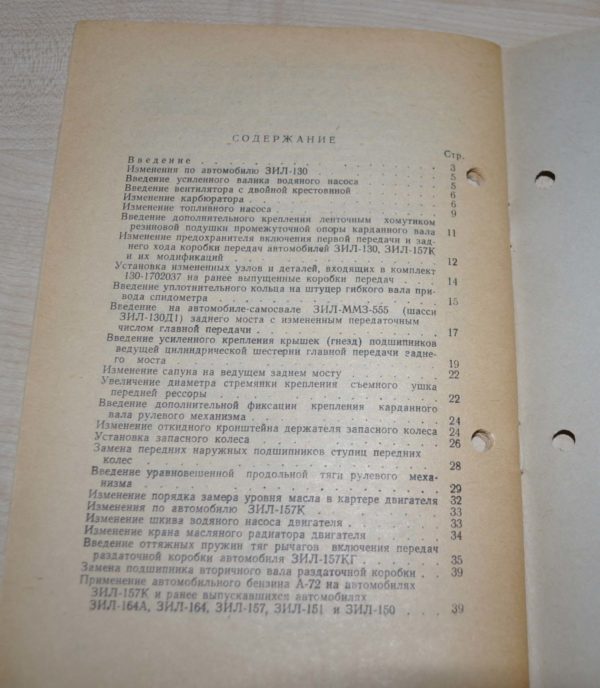 СОДЕРЖАНИЕ
Стр.
Введение . . . . . . . . . . 3
Изменения по автомобилю ЗИЛ-130 . . . . . 5
Введение усиленного валика водяного насоса . . . . 5
Введение вентилятора с двойной крестовиной . . . . 6
Изменение карбюратора . . . . . . . . 6
Изменение топливного насоса . . . . . . . 9
Введение дополнительного крепления ленточным хомутиком
резиновой подушки промежуточной опоры карданного вала 11
Изменение предохранителя включения первой передачи и зад-
него хода коробки передач автомобилей ЗИЛ-130, ЗИЛ-157К
и их модификаций . . . . . . . . 12
Установка измененных узлов и деталей, входящих в комплект
130-1702037 на ранее выпущенные коробки передач . . 14
Введение уплотнительного кольца на штуцер гибкого вала при-
вода спидометра . . . . . . . . 15
Введение на автомобиле-самосвале ЗИЛ-ММЗ-555 (шасси
ЗИЛ-130Д1) заднего моста с измененным передаточным
числом главной передачи . . . . . . . 17
Введение усиленного крепления крышек (гнезд) подшипников
ведущей цилиндрической шестерни главной передачи задне-
го моста . . . . . . . . . . 19
Изменение сапуна на ведущем заднем мосту . . . . 22
Увеличение диаметра стремянки крепления съемного ушка
передней рессоры . . . . . . . . 22
Введение дополнительной фиксации крепления карданного
вала рулевого механизма . . . . . . . 24
Изменение откидного кронштейна держателя запасного колеса 24
Установка запасного колеса . . . . . . . 26
Замена передних наружных подшипников ступиц передних
колес . . . . . . . . . . . 28
Введение уравновешенной продольной тяги рулевого меха-
низма . . . . . . . . . . . 29
Изменение порядка замера уровня масла в картере двигателя 32
Изменения по автомобилю ЗИЛ-157К . . . . . 33
Изменение шкива водяного насоса двигателя . . . . 33
Изменение крана масляного радиатора двигателя . . . 34
Введение оттяжных пружин тяг рычагов включения передач
раздаточной коробки автомобиля ЗИЛ-157КГ . . . . 35
Замена подшипника вторичного вала раздаточной коробки . . 39
Применение автомобильного бензина А-72 на автомобилях
ЗИЛ-157К и ранее выпускавшихся автомобилях
ЗИЛ-164А, ЗИЛ-164, ЗИЛ-157, ЗИЛ-151 и ЗИЛ-150 . . . 39